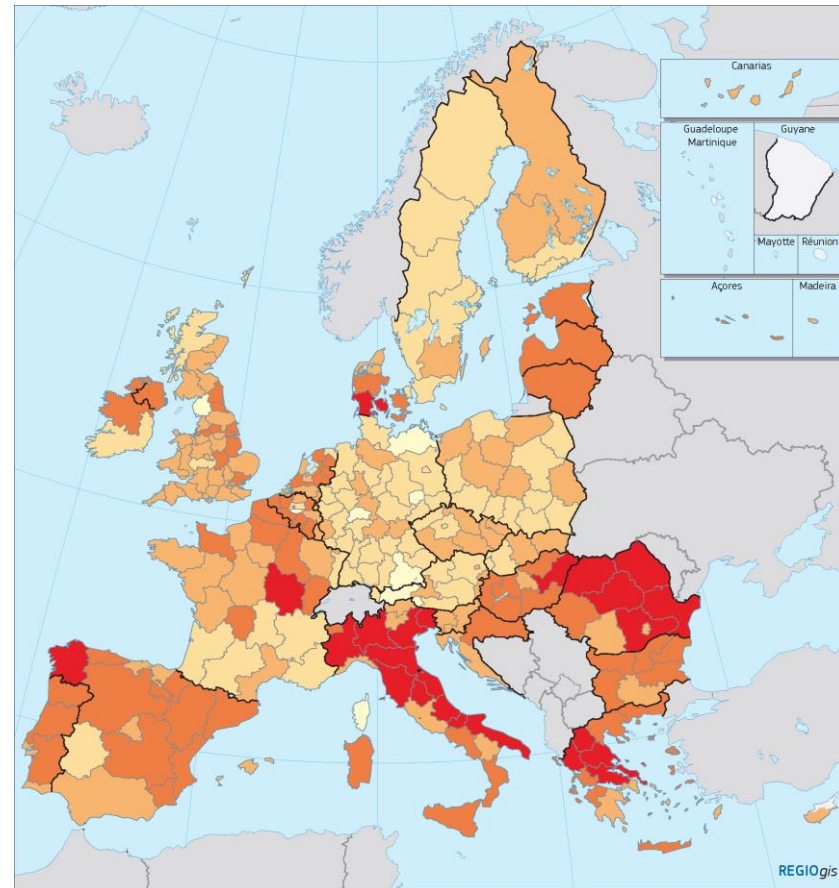 Canarias
Guadeloupe
Martinique
Guyane
Mayotte
Réunion
Açores
Madeira
REGIOgis